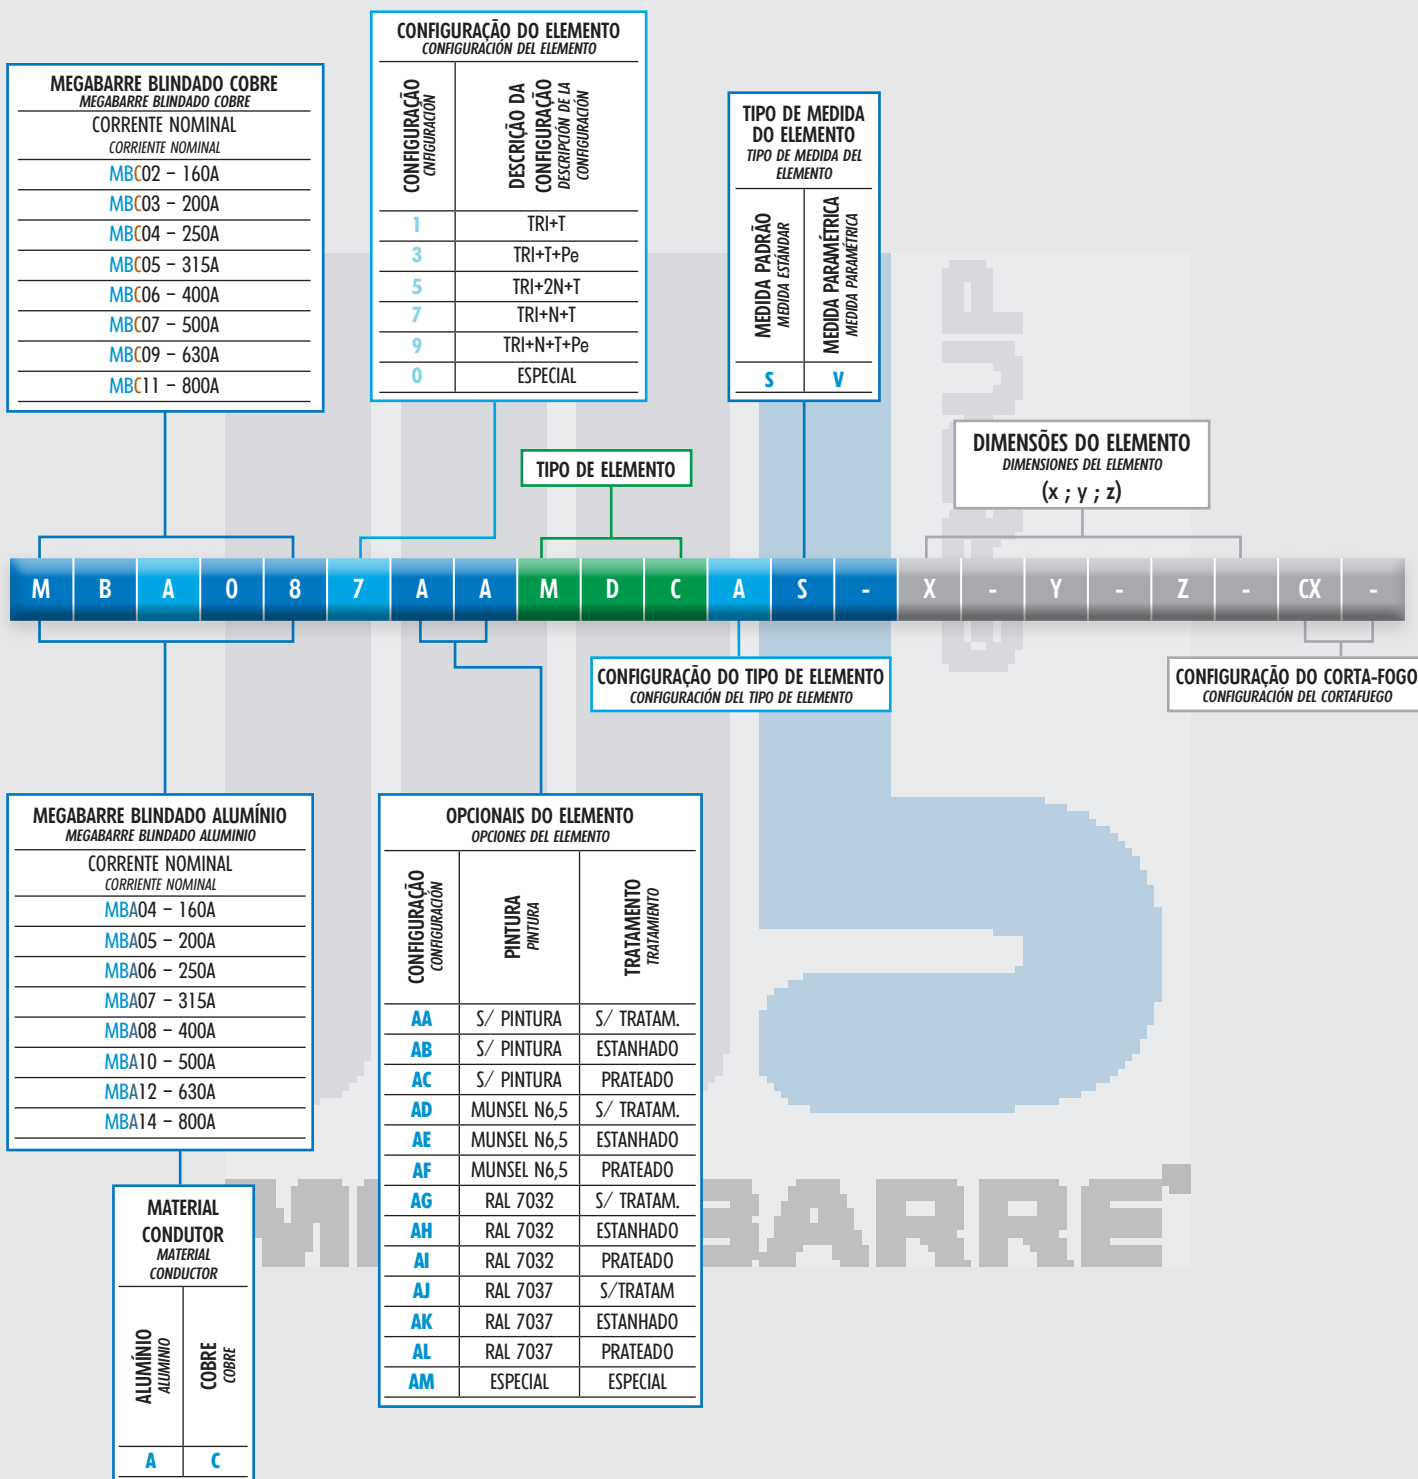 CONFIGURAÇÃO DO ELEMENTO
CONFIGURACIÓN DEL ELEMENTO
CONFIGURAÇÃO
CNFIGURACIÓN
DESCRIÇÃO DA
CONFIGURAÇÃO
DESCRIPCIÓN DE LA
CONFIGURACIÓN
1 TRI+T
3 TRI+T+Pe
5 TRI+2N+T
7 TRI+N+T
9 TRI+N+T+Pe
0 ESPECIAL
MEGABARRE BLINDADO COBRE
MEGABARRE BLINDADO COBRE
CORRENTE NOMINAL
CORRIENTE NOMINAL
MBC02 – 160A
MBC03 – 200A
MBC04 – 250A
MBC05 – 315A
MBC06 – 400A
MBC07 – 500A
MBC09 – 630A
MBC11 – 800A
TIPO DE MEDIDA
DO ELEMENTO
TIPO DE MEDIDA DEL
ELEMENTO
MEDIDA PADRÃO
MEDIDA ESTÁNDAR
MEDIDA PARAMÉTRICA
MEDIDA PARAMÉTRICA
S V
TIPO DE ELEMENTO
DIMENSÕES DO ELEMENTO
DIMENSIONES DEL ELEMENTO
(x ; y ; z)
M B A 0 8 7 A A M D C A S - X - Y - Z - CX -
CONFIGURAÇÃO DO TIPO DE ELEMENTO
CONFIGURACIÓN DEL TIPO DE ELEMENTO
CONFIGURAÇÃO DO CORTA-FOGO
CONFIGURACIÓN DEL CORTAFUEGO
MEGABARRE BLINDADO ALUMÍNIO
MEGABARRE BLINDADO ALUMINIO
CORRENTE NOMINAL
CORRIENTE NOMINAL
MBA04 – 160A
MBA05 – 200A
MBA06 – 250A
MBA07 – 315A
MBA08 – 400A
MBA10 – 500A
MBA12 – 630A
MBA14 – 800A
MATERIAL
CONDUTOR
MATERIAL
CONDUCTOR
ALUMÍNIO
ALUMINIO
COBRE
COBRE
A C
OPCIONAIS DO ELEMENTO
OPCIONES DEL ELEMENTO
CONFIGURAÇÃO
CONFIGURACIÓN
PINTURA
PINTURA
TRATAMENTO
TRATAMIENTO
AA S/ PINTURA S/ TRATAM.
AB S/ PINTURA ESTANHADO
AC S/ PINTURA PRATEADO
AD MUNSEL N6,5 S/ TRATAM.
AE MUNSEL N6,5 ESTANHADO
AF MUNSEL N6,5 PRATEADO
AG RAL 7032 S/ TRATAM.
AH RAL 7032 ESTANHADO
AI RAL 7032 PRATEADO
AJ RAL 7037 S/TRATAM
AK RAL 7037 ESTANHADO
AL RAL 7037 PRATEADO
AM ESPECIAL ESPECIAL